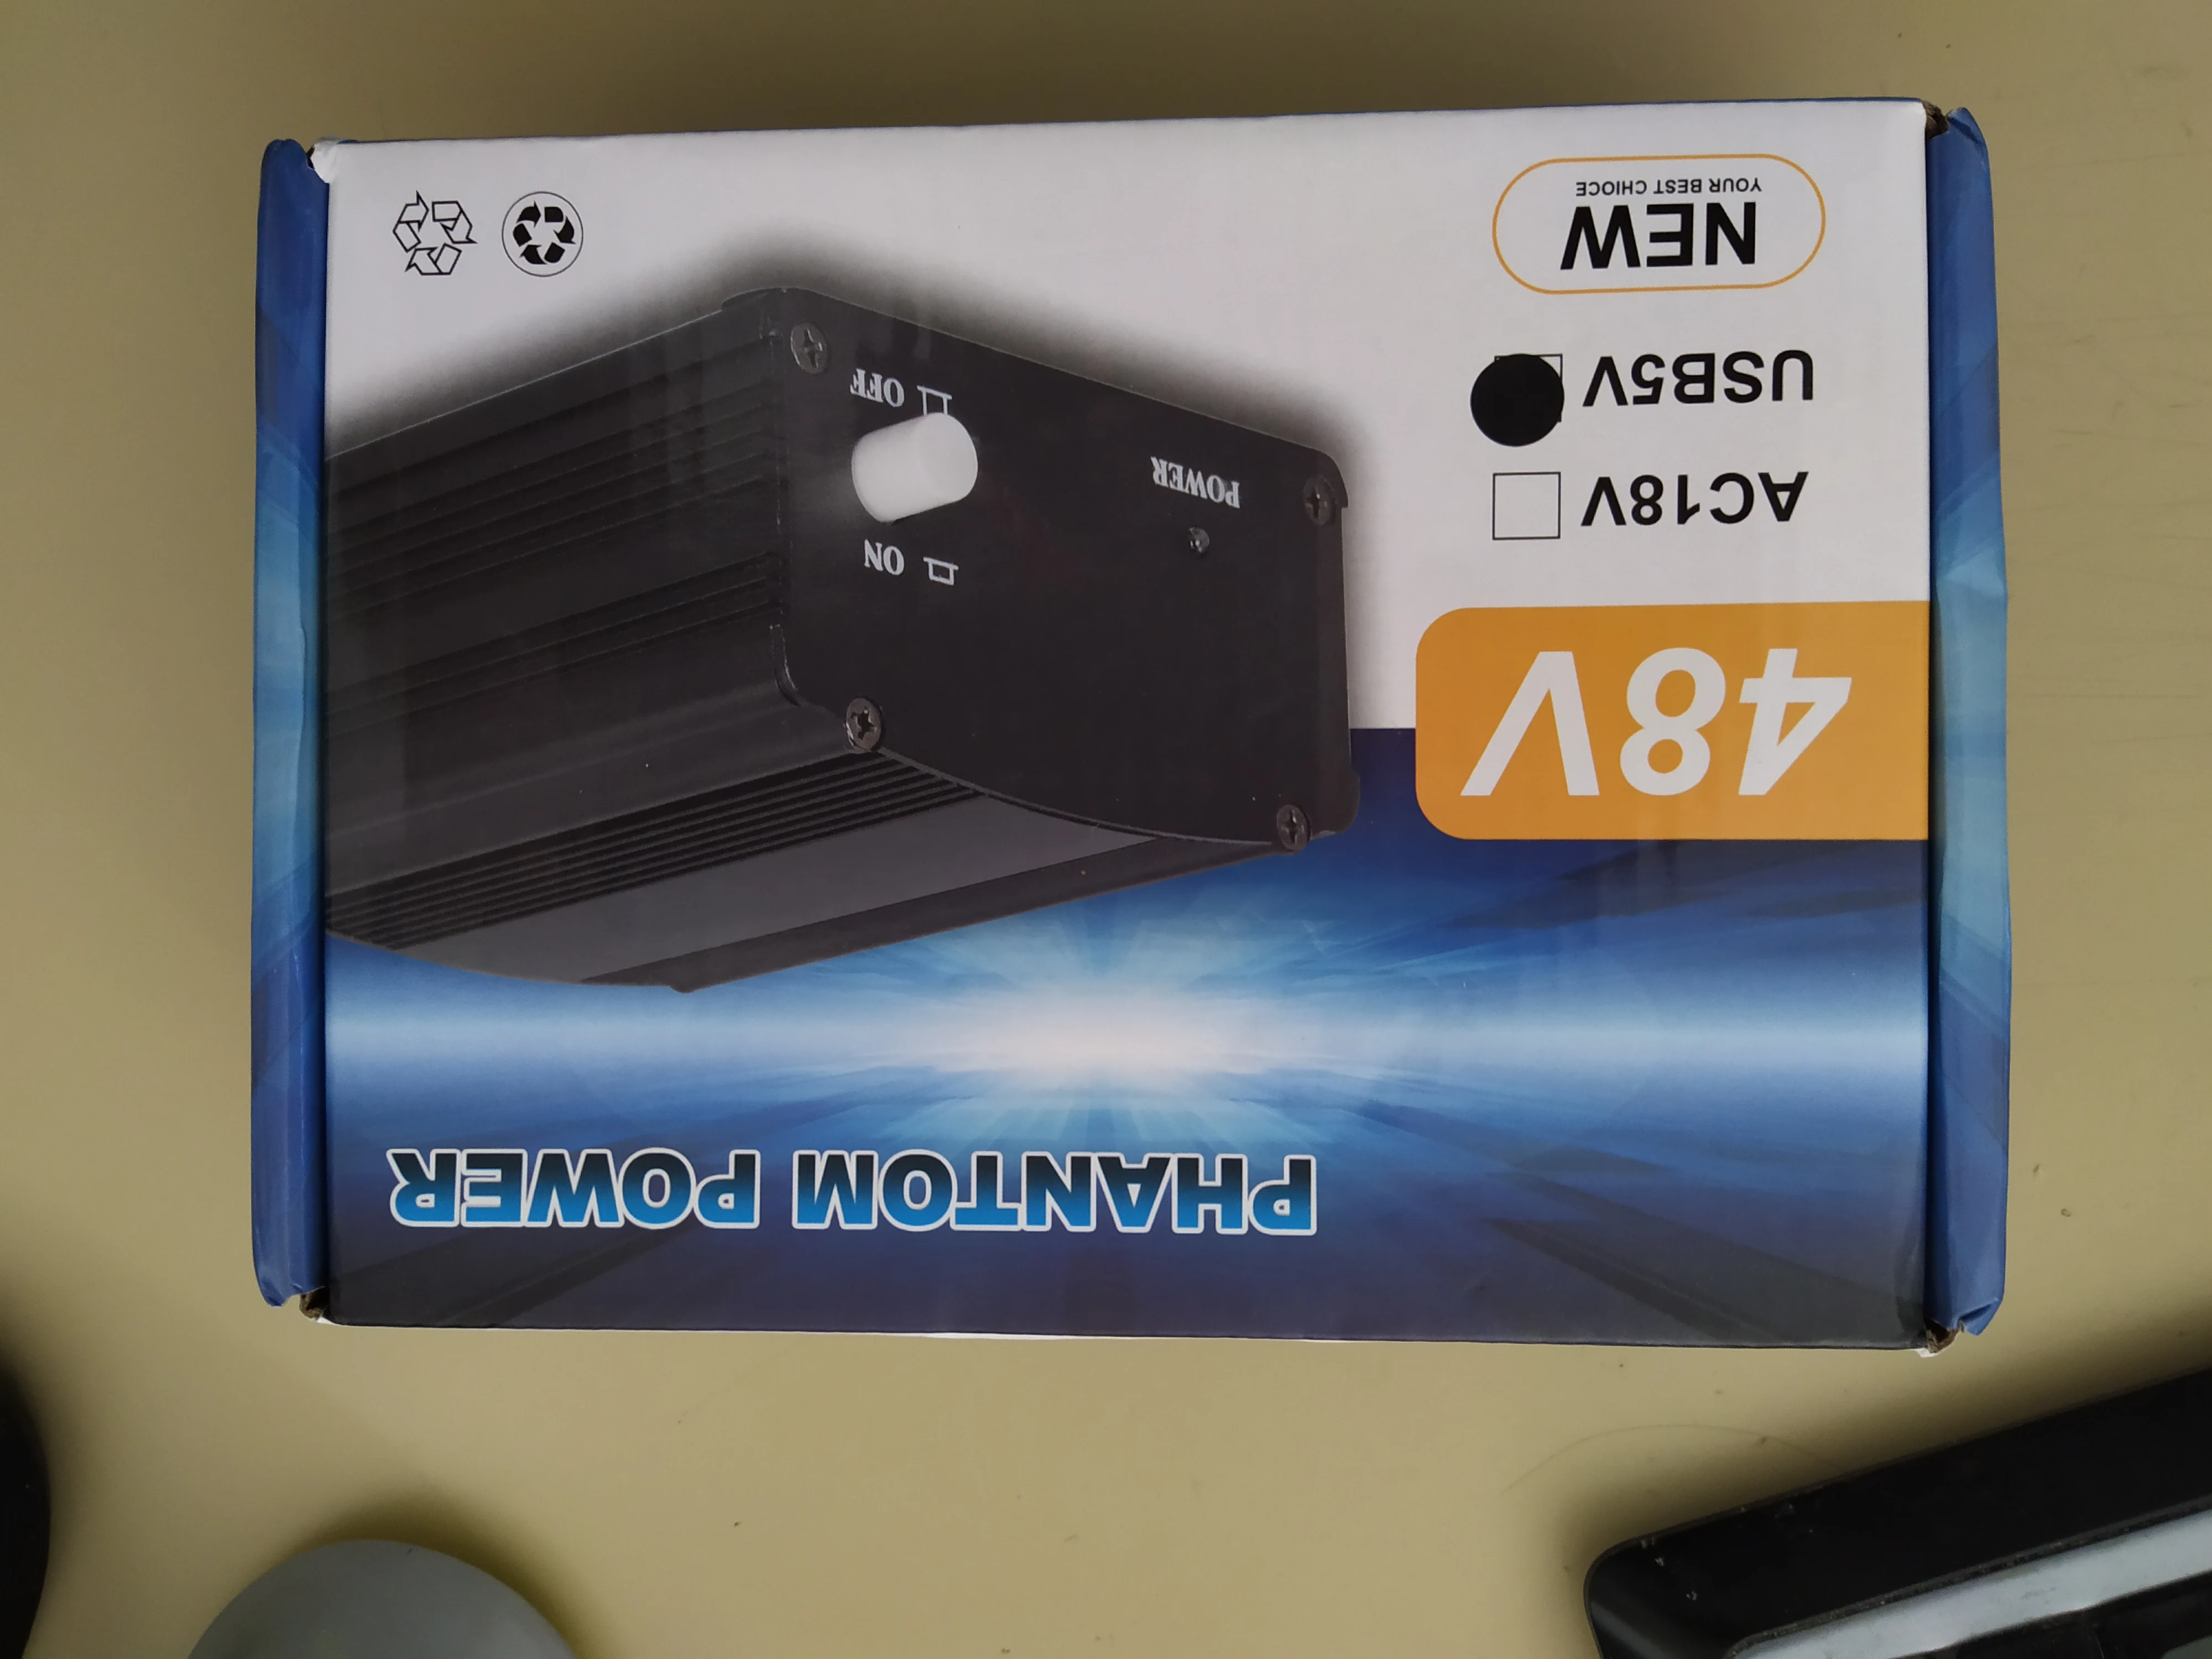 PHANTOM POWER
48V
AC18V
USB5V
NEW
YOUR BEST CHIOCE
POWER
ON
OFF